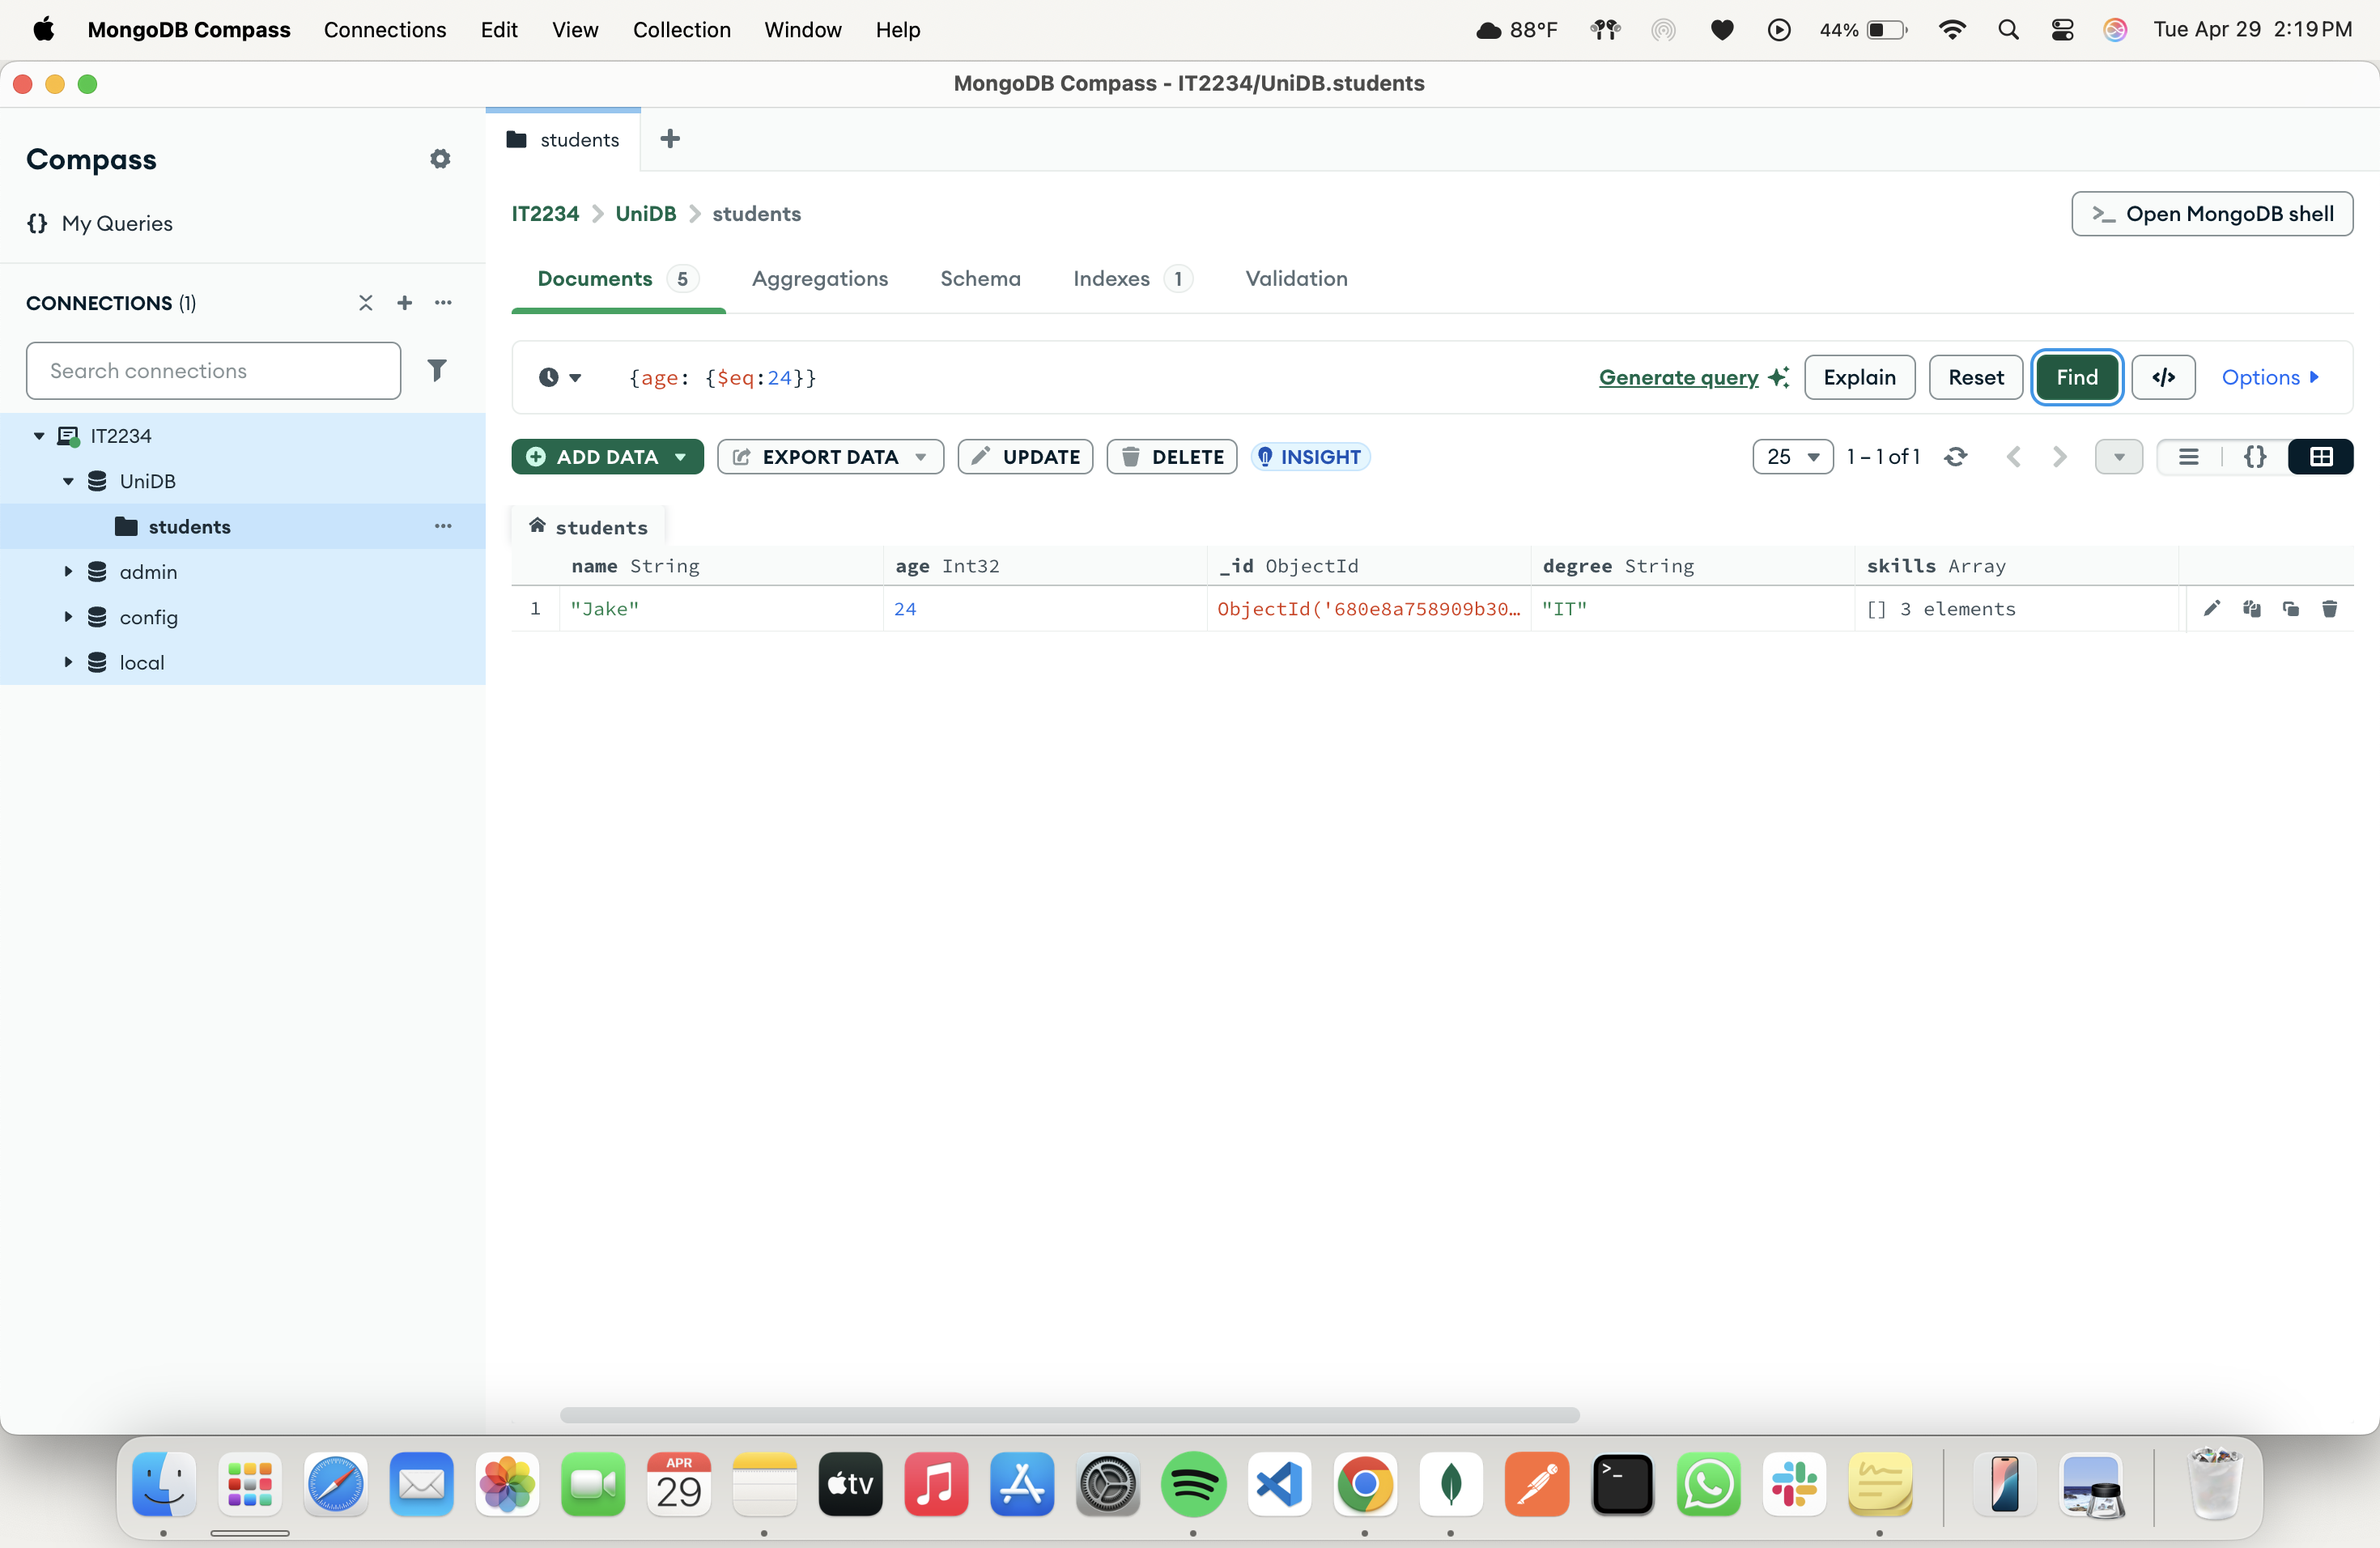 MongoDB Compass Connections Edit View Collection Window Help 88°F 44% Tue Apr 29 2:19 PM
MongoDB Compass - IT2234/UniDB.students
Compass
{} My Queries
CONNECTIONS (1)
Search connections
IT2234
UniDB
students
admin
config
local
students
IT2234 UniDB students
>_ Open MongoDB shell
Documents 5 Aggregations Schema Indexes 1 Validation
{age: {$eq:24}}
Generate query Explain Reset Find </> Options
ADD DATA EXPORT DATA UPDATE DELETE INSIGHT 25 1 – 1 of 1 {}
students
name String age Int32 _id ObjectId degree String skills Array
1 "Jake" 24 ObjectId('680e8a758909b30… "IT" [] 3 elements
APR
29
tv
>_